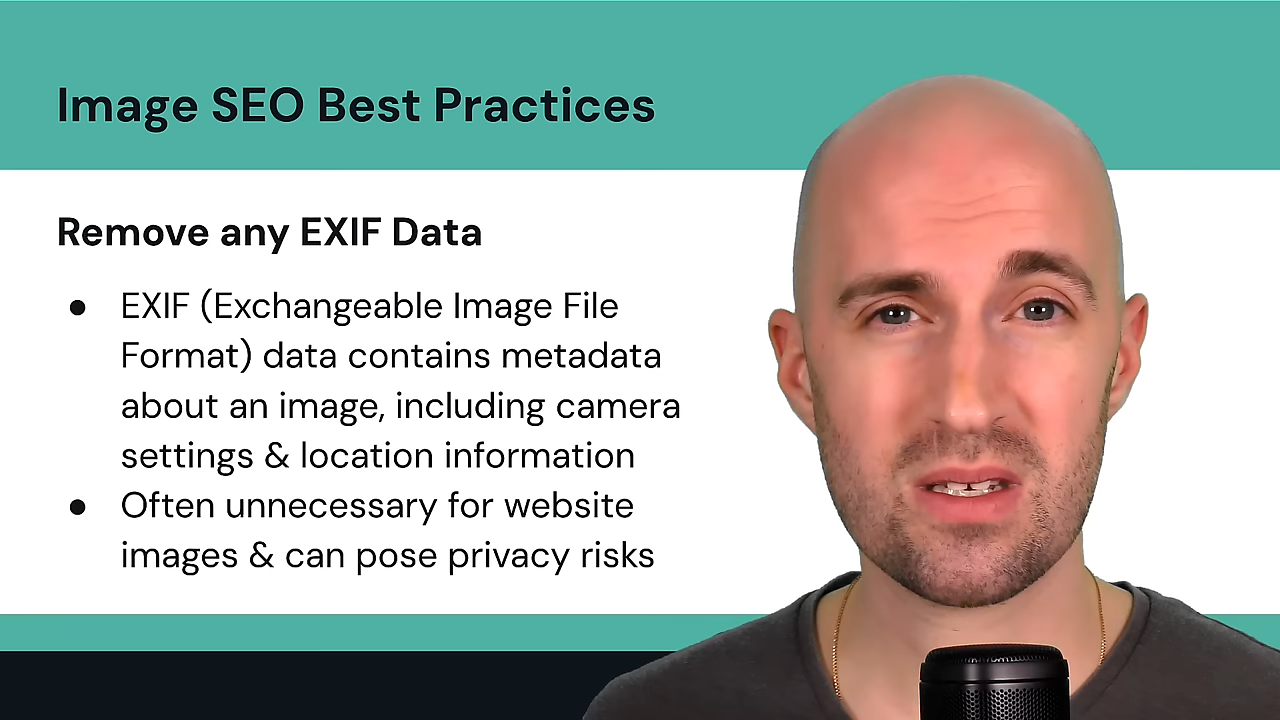 Image SEO Best Practices
Remove any EXIF Data
● EXIF (Exchangeable Image File
Format) data contains metadata
about an image, including camera
settings & location information
● Often unnecessary for website
images & can pose privacy risks